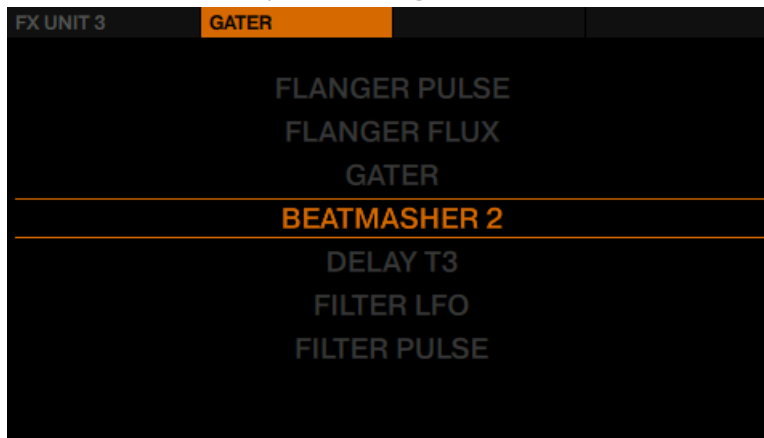 FX UNIT 3 GATER
FLANGER PULSE
FLANGER FLUX
GATER
BEATMASHER 2
DELAY T3
FILTER LFO
FILTER PULSE